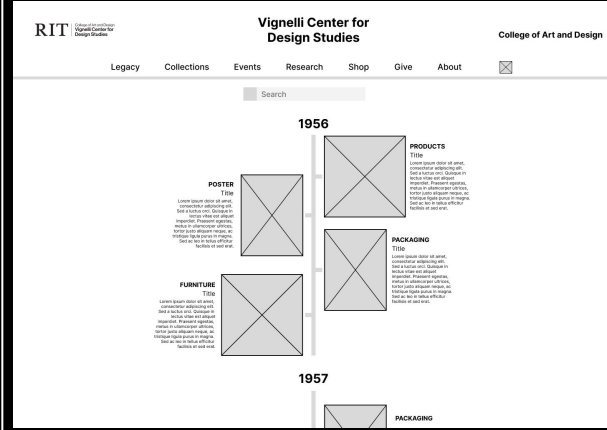 RIT
College of Art and Design
Vignelli Center for
Design Studies
Vignelli Center for
Design Studies
College of Art and Design
Legacy Collections Events Research Shop Give About
Search
1956
PRODUCTS
Title
Lorem ipsum dolor sit amet,
consectetur adipiscing elit.
Sed a luctus orci. Quisque in
lectus vitae est aliquet
imperdiet. Praesent egestas,
metus in ullamcorper ultrices,
tortor justo aliquam neque, ac
tristique ligula purus in magna.
Sed ac leo in tellus efficitur
facilisis et sed erat.
POSTER
Title
Lorem ipsum dolor sit amet,
consectetur adipiscing elit.
Sed a luctus orci. Quisque in
lectus vitae est aliquet
imperdiet. Praesent egestas,
metus in ullamcorper ultrices,
tortor justo aliquam neque, ac
tristique ligula purus in magna.
Sed ac leo in tellus efficitur
facilisis et sed erat.
PACKAGING
Title
Lorem ipsum dolor sit amet,
consectetur adipiscing elit.
Sed a luctus orci. Quisque in
lectus vitae est aliquet
imperdiet. Praesent egestas,
metus in ullamcorper ultrices,
tortor justo aliquam neque, ac
tristique ligula purus in magna.
Sed ac leo in tellus efficitur
facilisis et sed erat.
FURNITURE
Title
Lorem ipsum dolor sit amet,
consectetur adipiscing elit.
Sed a luctus orci. Quisque in
lectus vitae est aliquet
imperdiet. Praesent egestas,
metus in ullamcorper ultrices,
tortor justo aliquam neque, ac
tristique ligula purus in magna.
Sed ac leo in tellus efficitur
facilisis et sed erat.
1957
PACKAGING